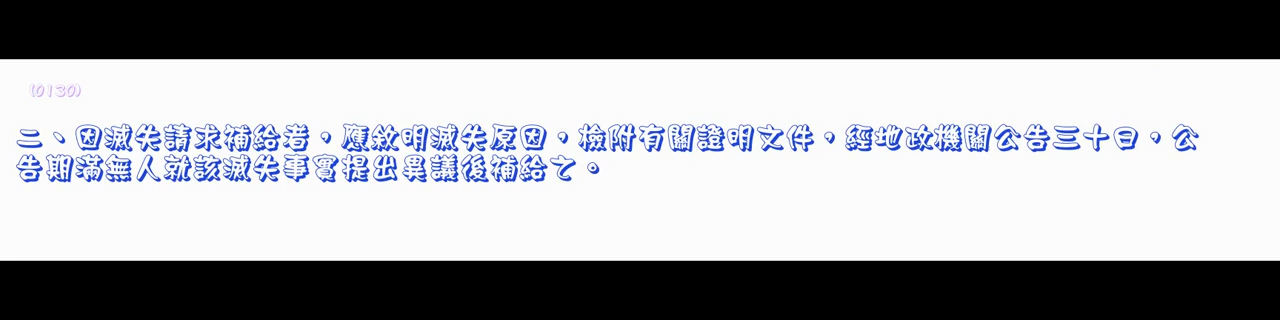 (0130)
二、因滅失請求補給者，應敘明滅失原因，檢附有關證明文件，經地政機關公告三十日，公
告期滿無人就該滅失事實提出異議後補給之。